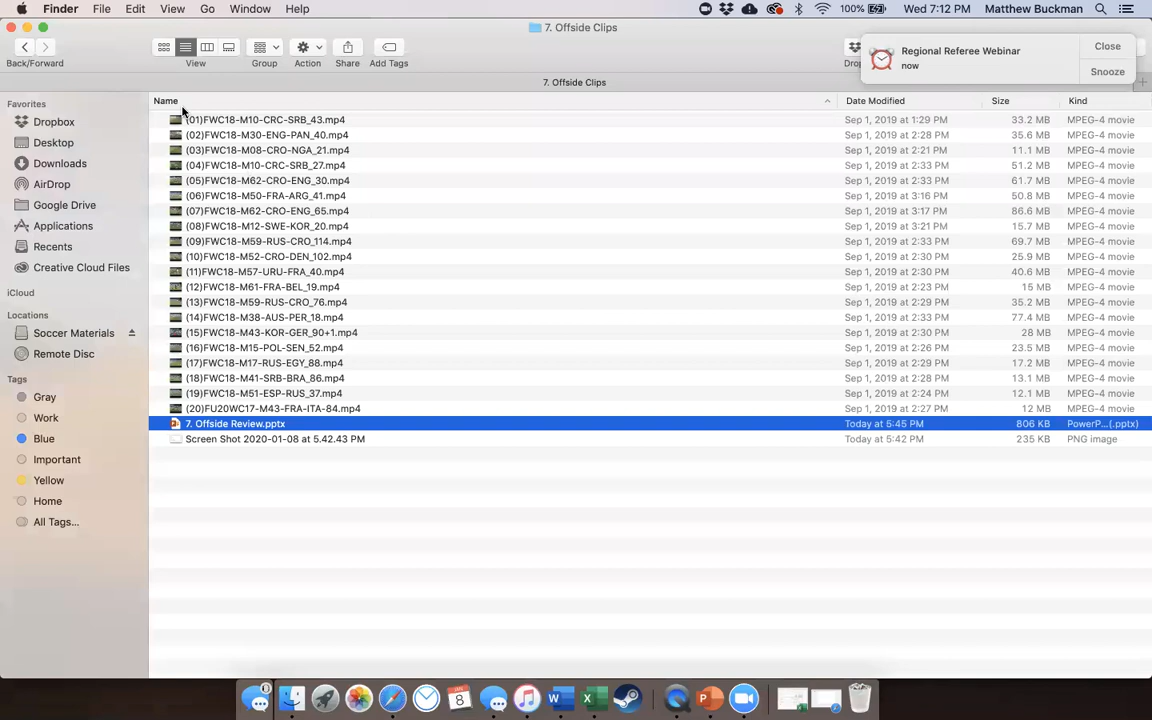 Finder File Edit View Go Window Help 100% Wed 7:12 PM Matthew Buckman
7. Offside Clips
Back/Forward View Group Action Share Add Tags
Regional Referee Webinar
now
Close
Snooze
7. Offside Clips
Name Date Modified Size Kind
(01)FWC18-M10-CRC-SRB_43.mp4 Sep 1, 2019 at 1:29 PM 33.2 MB MPEG-4 movie
(02)FWC18-M30-ENG-PAN_40.mp4 Sep 1, 2019 at 2:28 PM 35.6 MB MPEG-4 movie
(03)FWC18-M08-CRO-NGA_21.mp4 Sep 1, 2019 at 2:21 PM 11.1 MB MPEG-4 movie
(04)FWC18-M10-CRC-SRB_27.mp4 Sep 1, 2019 at 2:33 PM 51.2 MB MPEG-4 movie
(05)FWC18-M62-CRO-ENG_30.mp4 Sep 1, 2019 at 2:33 PM 61.7 MB MPEG-4 movie
(06)FWC18-M50-FRA-ARG_41.mp4 Sep 1, 2019 at 3:16 PM 50.8 MB MPEG-4 movie
(07)FWC18-M62-CRO-ENG_65.mp4 Sep 1, 2019 at 3:17 PM 86.6 MB MPEG-4 movie
(08)FWC18-M12-SWE-KOR_20.mp4 Sep 1, 2019 at 3:21 PM 15.7 MB MPEG-4 movie
(09)FWC18-M59-RUS-CRO_114.mp4 Sep 1, 2019 at 2:33 PM 69.7 MB MPEG-4 movie
(10)FWC18-M52-CRO-DEN_102.mp4 Sep 1, 2019 at 2:30 PM 25.9 MB MPEG-4 movie
(11)FWC18-M57-URU-FRA_40.mp4 Sep 1, 2019 at 2:30 PM 40.6 MB MPEG-4 movie
(12)FWC18-M61-FRA-BEL_19.mp4 Sep 1, 2019 at 2:23 PM 15 MB MPEG-4 movie
(13)FWC18-M59-RUS-CRO_76.mp4 Sep 1, 2019 at 2:29 PM 35.2 MB MPEG-4 movie
(14)FWC18-M38-AUS-PER_18.mp4 Sep 1, 2019 at 2:33 PM 77.4 MB MPEG-4 movie
(15)FWC18-M43-KOR-GER_90+1.mp4 Sep 1, 2019 at 2:30 PM 28 MB MPEG-4 movie
(16)FWC18-M15-POL-SEN_52.mp4 Sep 1, 2019 at 2:26 PM 23.5 MB MPEG-4 movie
(17)FWC18-M17-RUS-EGY_88.mp4 Sep 1, 2019 at 2:29 PM 17.2 MB MPEG-4 movie
(18)FWC18-M41-SRB-BRA_86.mp4 Sep 1, 2019 at 2:28 PM 13.1 MB MPEG-4 movie
(19)FWC18-M51-ESP-RUS_37.mp4 Sep 1, 2019 at 2:24 PM 12.1 MB MPEG-4 movie
(20)FU20WC17-M43-FRA-ITA-84.mp4 Sep 1, 2019 at 2:27 PM 12 MB MPEG-4 movie
7. Offside Review.pptx Today at 5:45 PM 806 KB PowerP...(.pptx)
Screen Shot 2020-01-08 at 5.42.43 PM Today at 5:42 PM 235 KB PNG image
Favorites
Dropbox
Desktop
Downloads
AirDrop
Google Drive
Applications
Recents
Creative Cloud Files
iCloud
Locations
Soccer Materials
Remote Disc
Tags
Gray
Work
Blue
Important
Yellow
Home
All Tags...